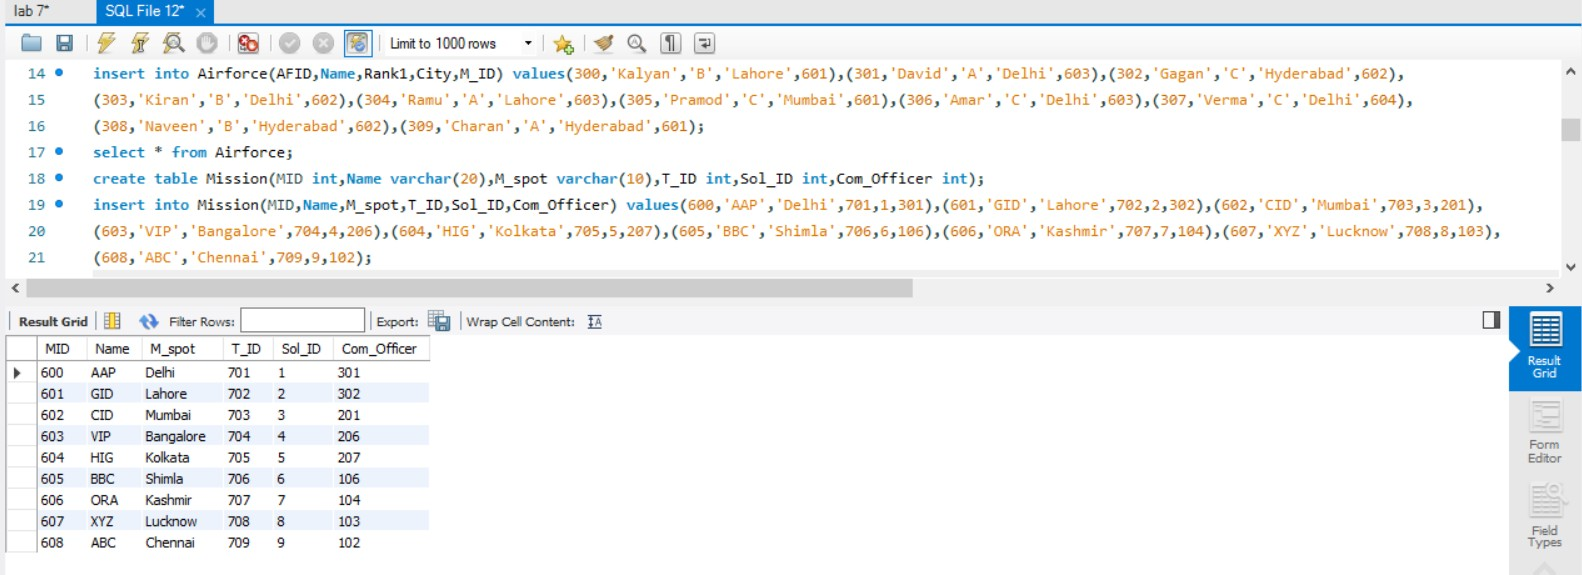 lab 7* SQL File 12* ×
Limit to 1000 rows
14 insert into Airforce(AFID,Name,Rank1,City,M_ID) values(300,'Kalyan','B','Lahore',601),(301,'David','A','Delhi',603),(302,'Gagan','C','Hyderabad',602),
15 (303,'Kiran','B','Delhi',602),(304,'Ramu','A','Lahore',603),(305,'Pramod','C','Mumbai',601),(306,'Amar','C','Delhi',603),(307,'Verma','C','Delhi',604),
16 (308,'Naveen','B','Hyderabad',602),(309,'Charan','A','Hyderabad',601);
17 select * from Airforce;
18 create table Mission(MID int,Name varchar(20),M_spot varchar(10),T_ID int,Sol_ID int,Com_Officer int);
19 insert into Mission(MID,Name,M_spot,T_ID,Sol_ID,Com_Officer) values(600,'AAP','Delhi',701,1,301),(601,'GID','Lahore',702,2,302),(602,'CID','Mumbai',703,3,201),
20 (603,'VIP','Bangalore',704,4,206),(604,'HIG','Kolkata',705,5,207),(605,'BBC','Shimla',706,6,106),(606,'ORA','Kashmir',707,7,104),(607,'XYZ','Lucknow',708,8,103),
21 (608,'ABC','Chennai',709,9,102);
Result Grid Filter Rows: Export: Wrap Cell Content: IA
MID Name M_spot T_ID Sol_ID Com_Officer
600 AAP Delhi 701 1 301
601 GID Lahore 702 2 302
602 CID Mumbai 703 3 201
603 VIP Bangalore 704 4 206
604 HIG Kolkata 705 5 207
605 BBC Shimla 706 6 106
606 ORA Kashmir 707 7 104
607 XYZ Lucknow 708 8 103
608 ABC Chennai 709 9 102
Result
Grid
Form
Editor
Field
Types